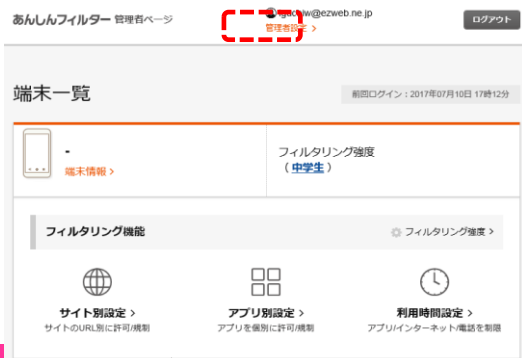 あんしんフィルター 管理者ページ
@ezweb.ne.jp
管理者設定 >
ログアウト
端末一覧
前回ログイン：2017年07月10日 17時12分
-
端末情報 >
フィルタリング強度
（ 中学生 ）
フィルタリング機能
フィルタリング強度 >
サイト別設定 >
サイトのURL別に許可/規制
アプリ別設定 >
アプリを個別に許可/規制
利用時間設定 >
アプリ/インターネット/電話を制限